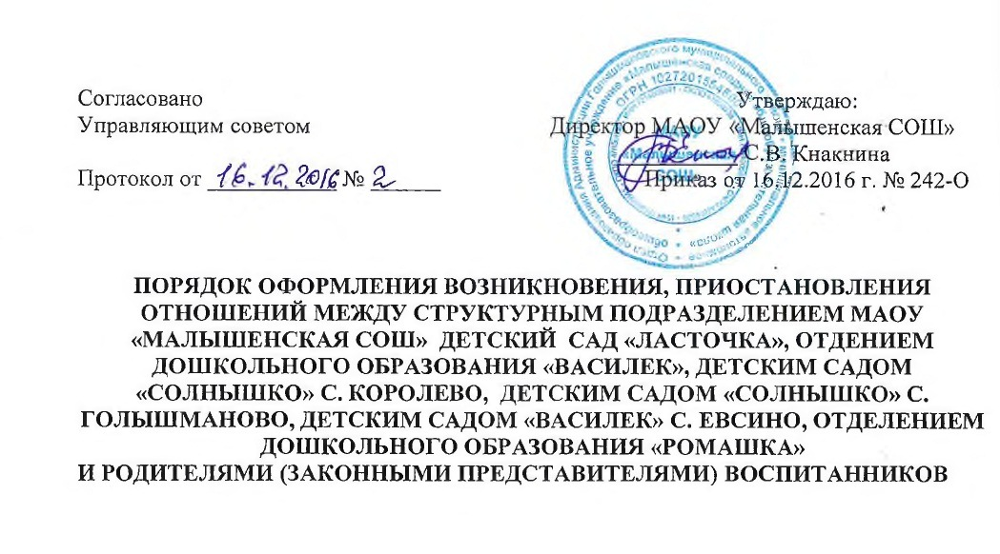 Согласовано
Управляющим советом
Протокол от 16.12.2016 № 2
Утверждаю:
Директор МАОУ «Малышенская СОШ»
С.В. Кнакнина
Приказ от 16.12.2016 г. № 242-О
МАОУ
«Малышенская
СОШ»
ПОРЯДОК ОФОРМЛЕНИЯ ВОЗНИКНОВЕНИЯ, ПРИОСТАНОВЛЕНИЯ
ОТНОШЕНИЙ МЕЖДУ СТРУКТУРНЫМ ПОДРАЗДЕЛЕНИЕМ МАОУ
«МАЛЫШЕНСКАЯ СОШ» ДЕТСКИЙ САД «ЛАСТОЧКА», ОТДЕНИЕМ
ДОШКОЛЬНОГО ОБРАЗОВАНИЯ «ВАСИЛЕК», ДЕТСКИМ САДОМ
«СОЛНЫШКО» С. КОРОЛЕВО, ДЕТСКИМ САДОМ «СОЛНЫШКО» С.
ГОЛЫШМАНОВО, ДЕТСКИМ САДОМ «ВАСИЛЕК» С. ЕВСИНО, ОТДЕЛЕНИЕМ
ДОШКОЛЬНОГО ОБРАЗОВАНИЯ «РОМАШКА»
И РОДИТЕЛЯМИ (ЗАКОННЫМИ ПРЕДСТАВИТЕЛЯМИ) ВОСПИТАННИКОВ